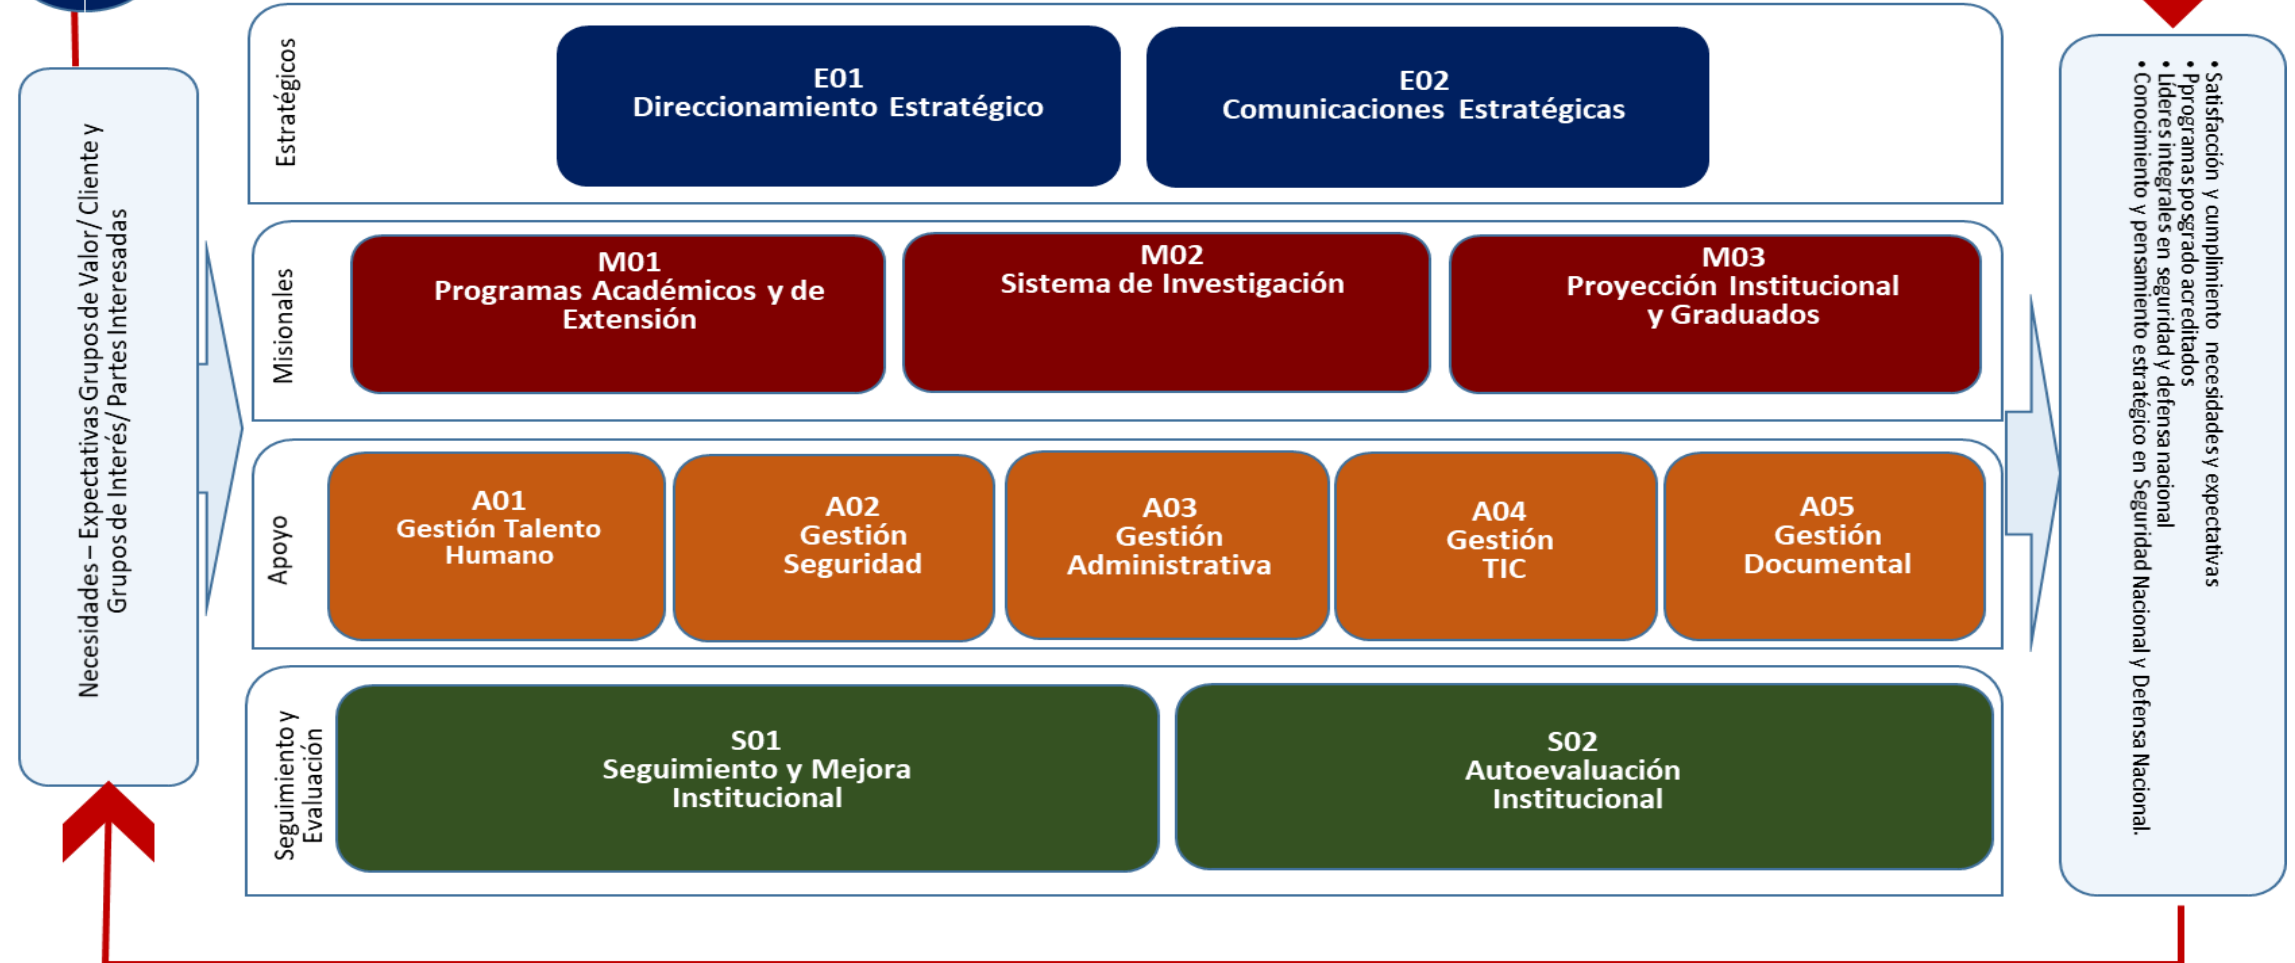 Necesidades – Expectativas Grupos de Valor/ Cliente y
Grupos de Interés/ Partes Interesadas
Estratégicos
E01
Direccionamiento Estratégico
E02
Comunicaciones Estratégicas
Misionales
M01
Programas Académicos y de
Extensión
M02
Sistema de Investigación
M03
Proyección Institucional
y Graduados
Apoyo
A01
Gestión Talento
Humano
A02
Gestión
Seguridad
A03
Gestión
Administrativa
A04
Gestión
TIC
A05
Gestión
Documental
Seguimiento y
Evaluación
S01
Seguimiento y Mejora
Institucional
S02
Autoevaluación
Institucional
• Satisfacción y cumplimiento necesidades y expectativas
• Pprogramas posgrado acreditados
• Líderes integrales en seguridad y defensa nacional
• Conocimiento y pensamiento estratégico en Seguridad Nacional y Defensa Nacional.